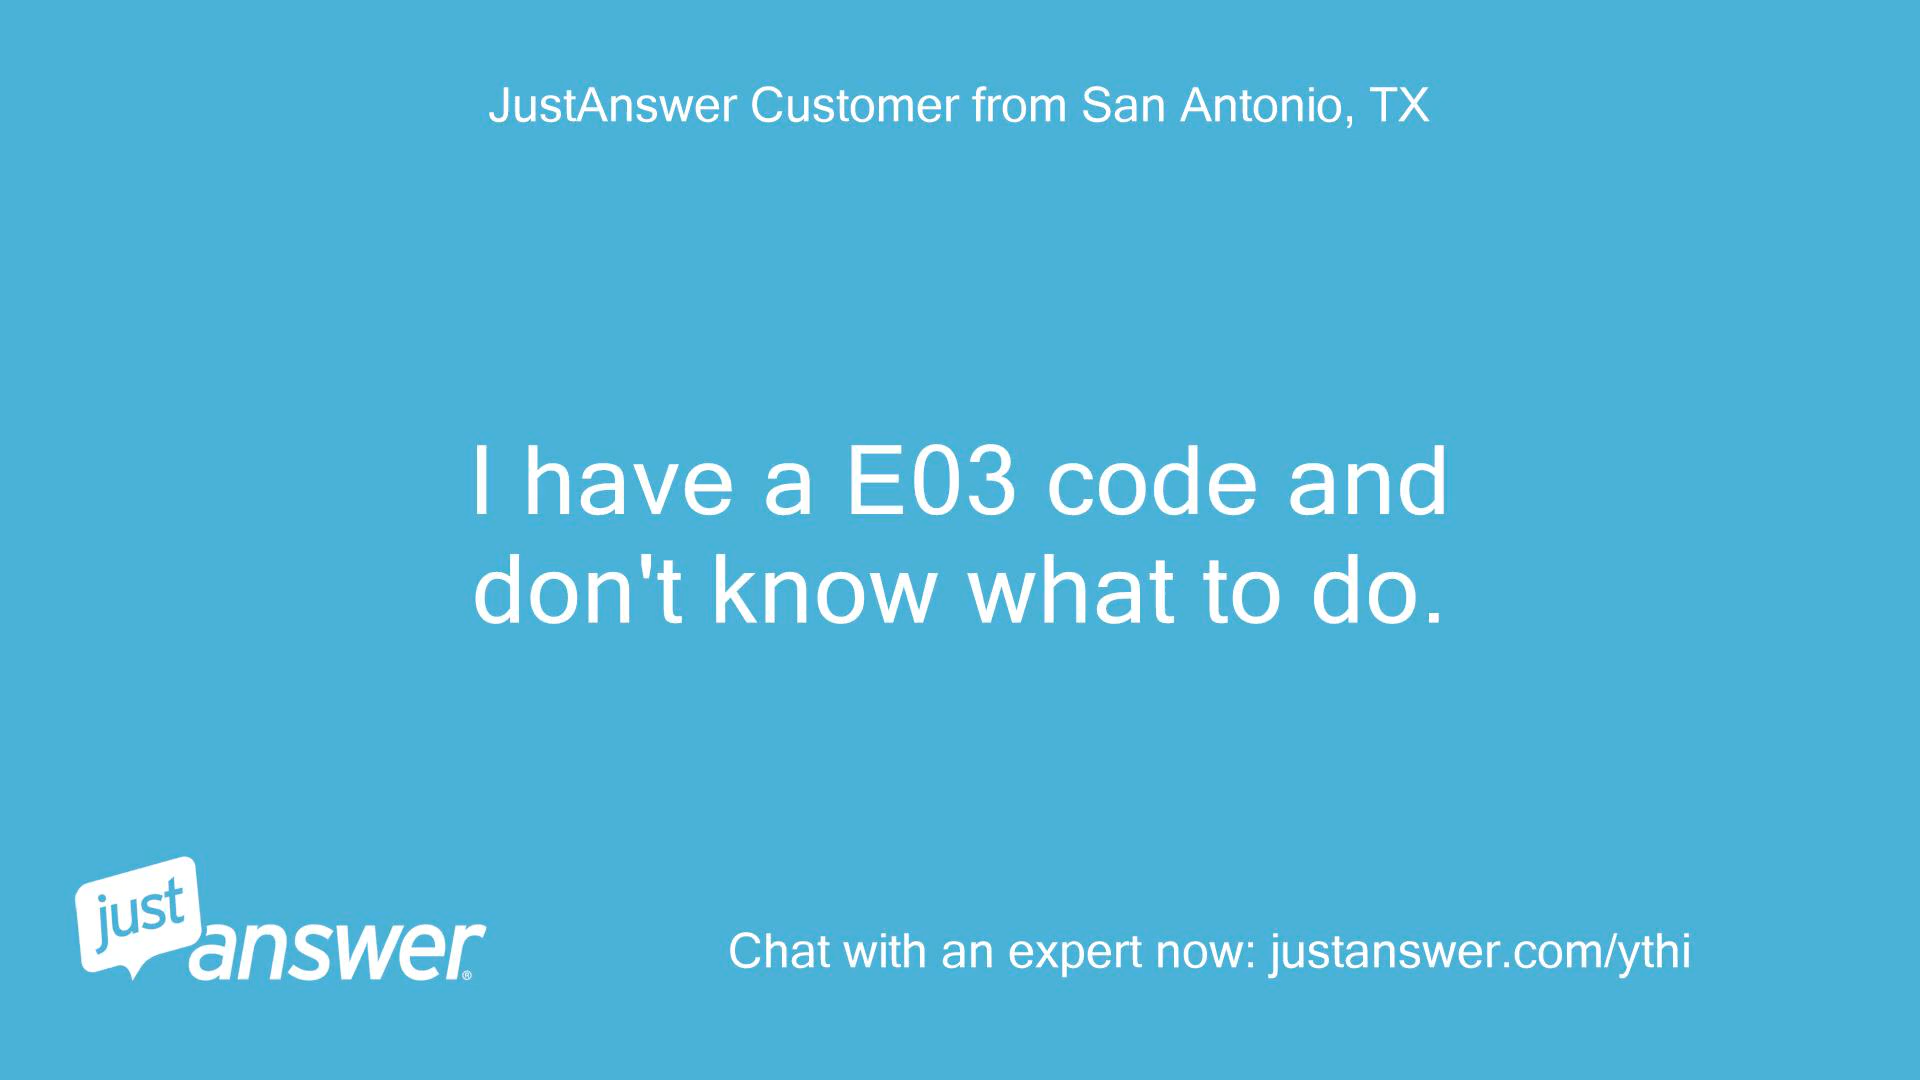 JustAnswer Customer from San Antonio, TX
I have a E03 code and
don't know what to do.
just
answer®
Chat with an expert now: justanswer.com/ythi